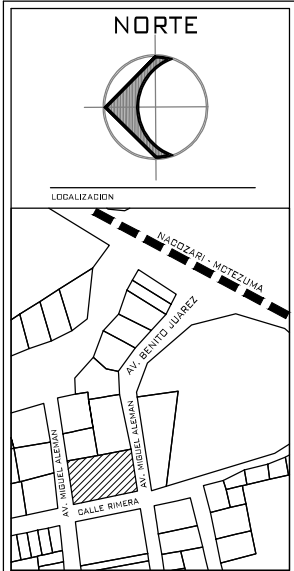 NORTE
LOCALIZACION
NACOZARI - MCTEZUMA
AV. BENITO JUAREZ
AV. MIGUEL ALEMAN
AV. MIGUEL ALEMAN
CALLE RIMERA